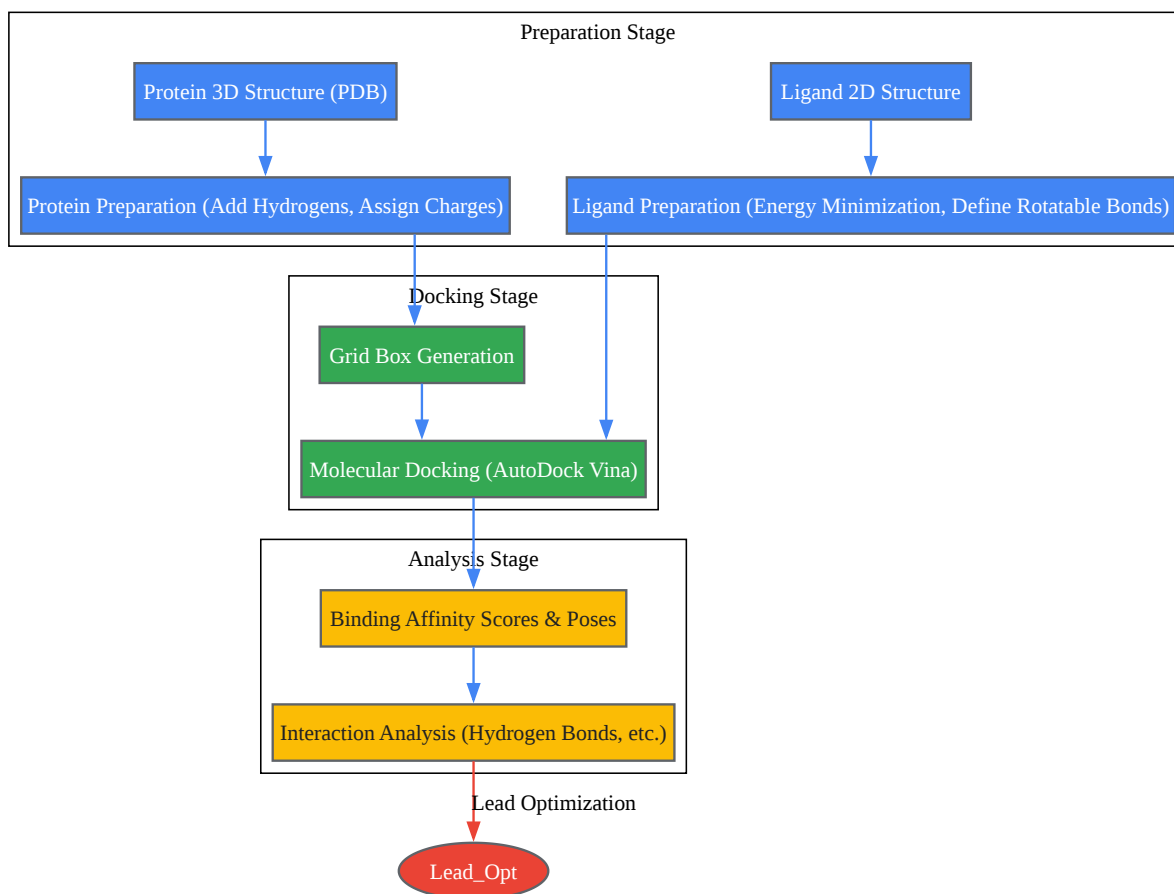 Preparation Stage
Protein 3D Structure (PDB)
Ligand 2D Structure
Protein Preparation (Add Hydrogens, Assign Charges)
Ligand Preparation (Energy Minimization, Define Rotatable Bonds)
Docking Stage
Grid Box Generation
Molecular Docking (AutoDock Vina)
Analysis Stage
Binding Affinity Scores & Poses
Interaction Analysis (Hydrogen Bonds, etc.)
Lead Optimization
Lead_Opt